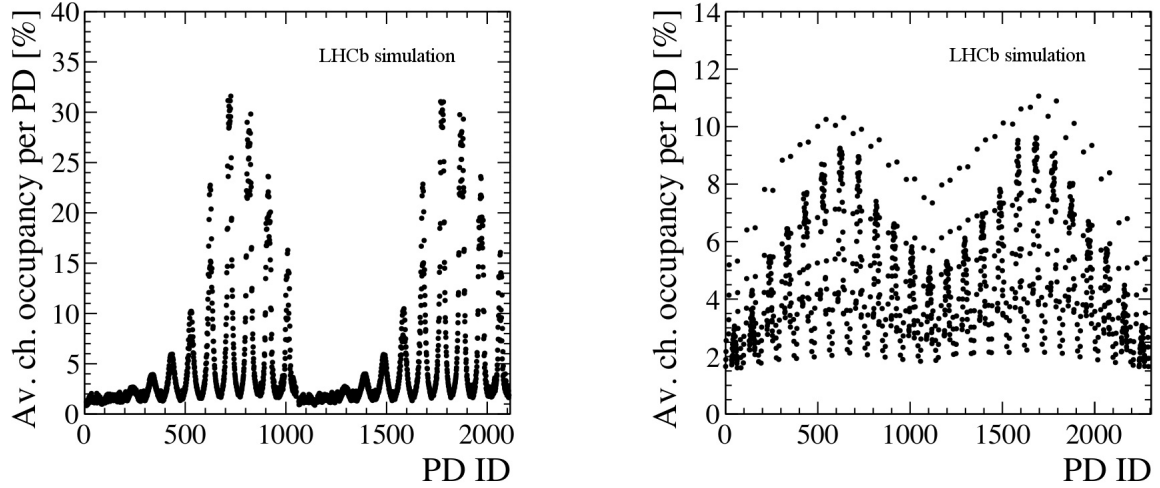 Av. ch. occupancy per PD [%]
40
35
30
25
20
15
10
5
0
LHCb simulation
0 500 1000 1500 2000
PD ID
Av. ch. occupancy per PD [%]
14
12
10
8
6
4
2
0
LHCb simulation
0 500 1000 1500 2000
PD ID